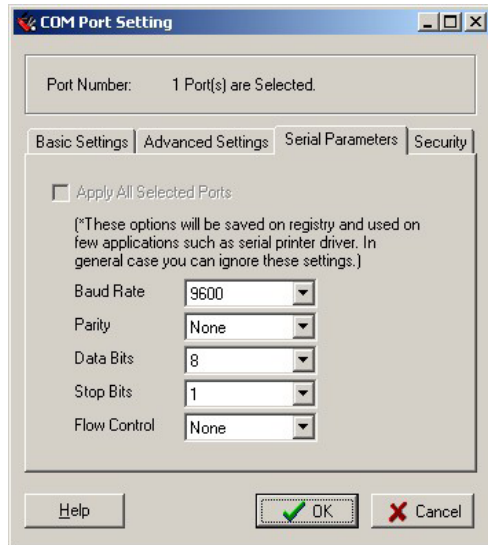 COM Port Setting
Port Number: 1 Port(s) are Selected.
Basic Settings Advanced Settings Serial Parameters Security
Apply All Selected Ports
(*These options will be saved on registry and used on
few applications such as serial printer driver. In
general case you can ignore these settings.)
Baud Rate 9600
Parity None
Data Bits 8
Stop Bits 1
Flow Control None
Help OK Cancel